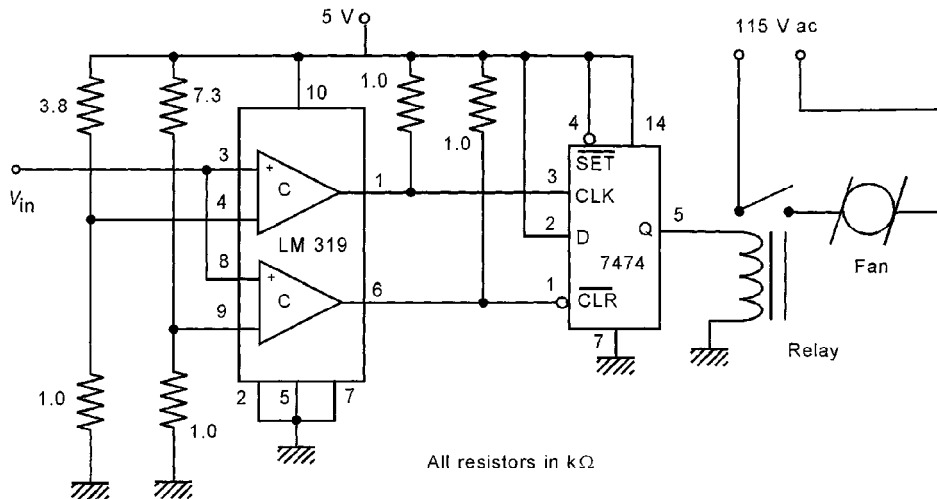 5 V
115 V ac
3.8
7.3
10
1.0
1.0
4
14
SET
3
+
C
1
3
CLK
V_in
4
2
D
Q
5
LM 319
7474
8
+
C
6
1
CLR
Fan
9
7
Relay
1.0
1.0
2
5
7
All resistors in kΩ